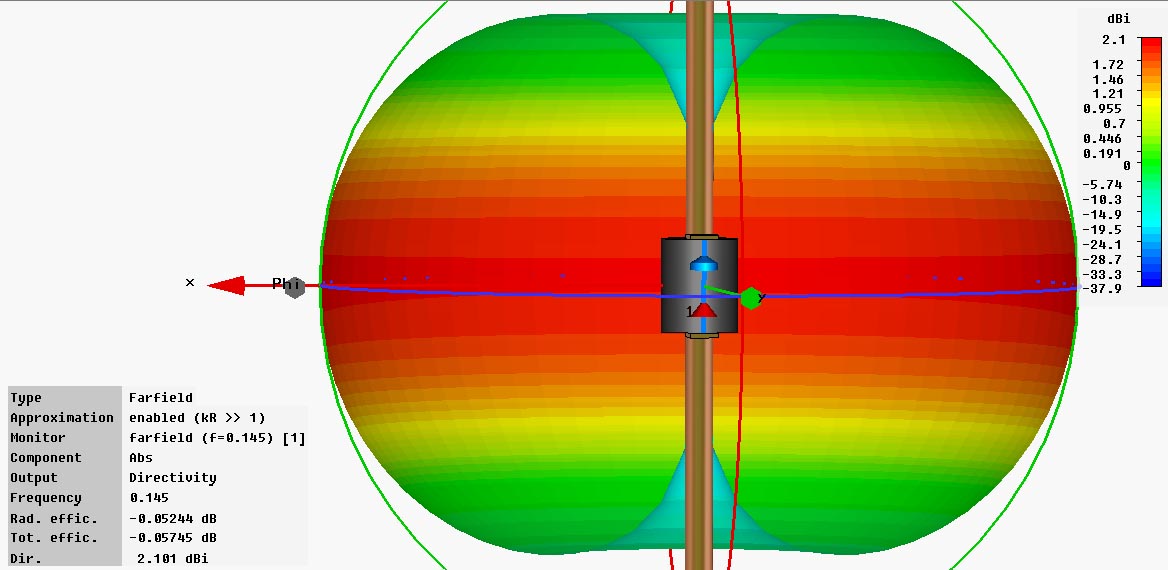 dBi
2.1
1.72
1.46
1.21
0.955
0.7
0.446
0.191
0
-5.74
-10.3
-14.9
-19.5
-24.1
-28.7
-33.3
-37.9
x
Phi
y
1
Type Farfield
Approximation enabled (kR >> 1)
Monitor farfield (f=0.145) [1]
Component Abs
Output Directivity
Frequency 0.145
Rad. effic. -0.05244 dB
Tot. effic. -0.05745 dB
Dir. 2.101 dBi